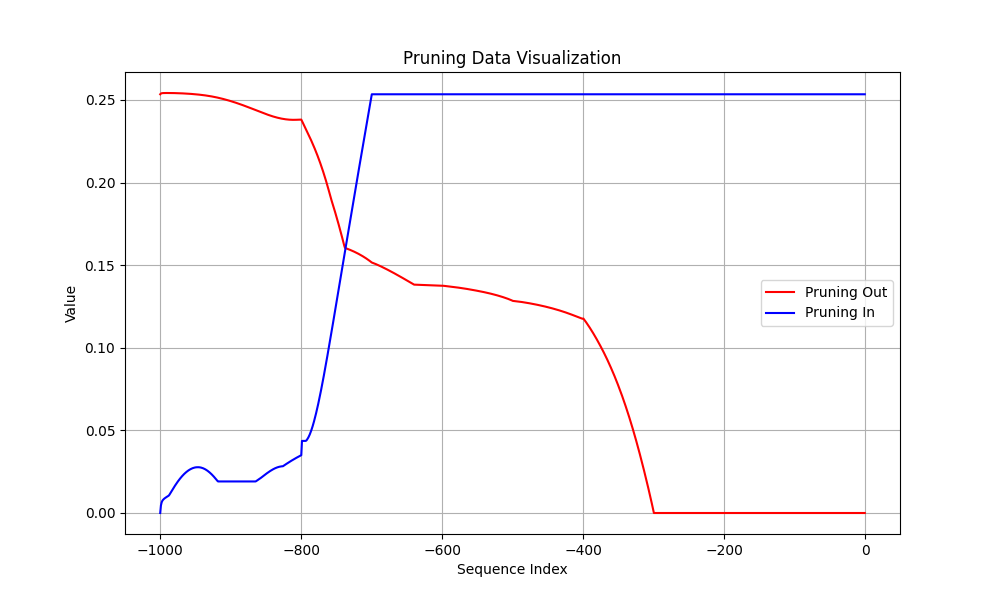 Pruning Data Visualization
0.25
0.20
0.15
0.10
0.05
0.00
Value
Pruning Out
Pruning In
−1000 −800 −600 −400 −200 0
Sequence Index